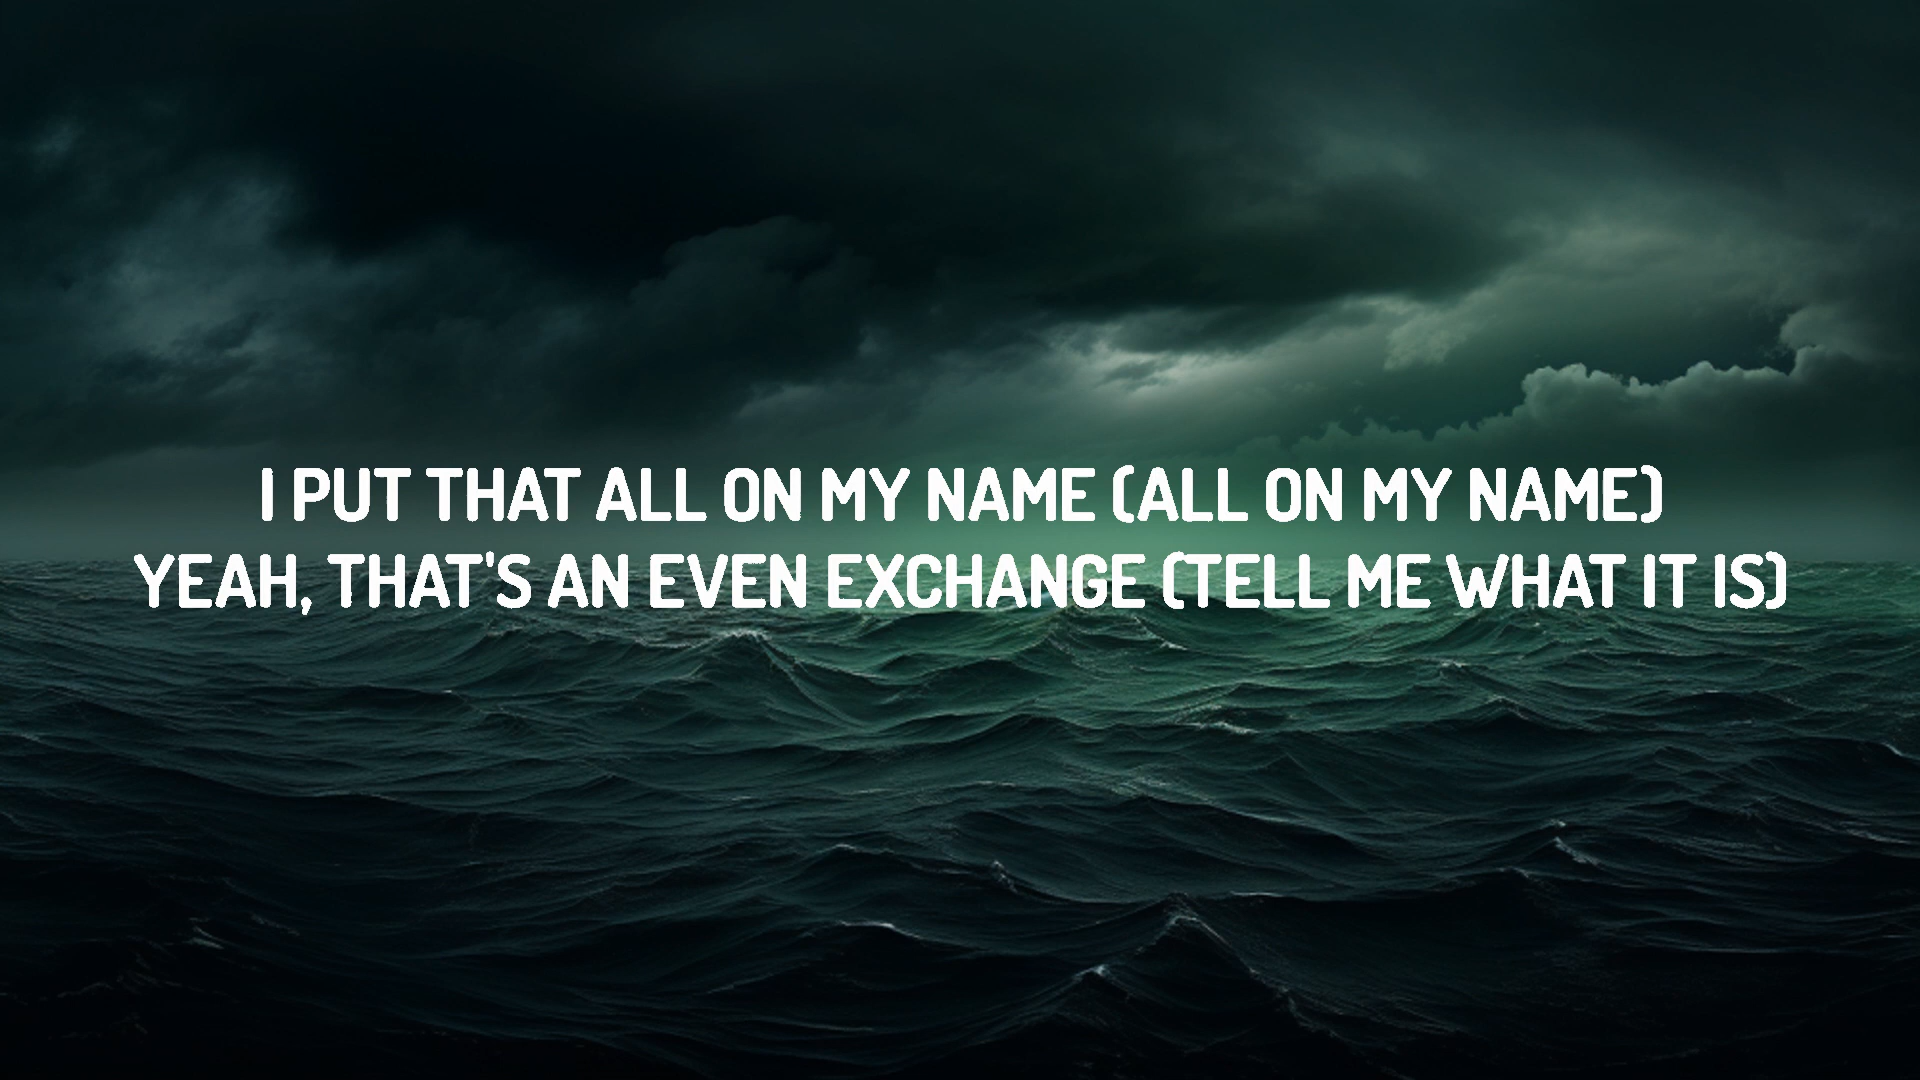 I PUT THAT ALL ON MY NAME (ALL ON MY NAME)
YEAH, THAT'S AN EVEN EXCHANGE (TELL ME WHAT IT IS)